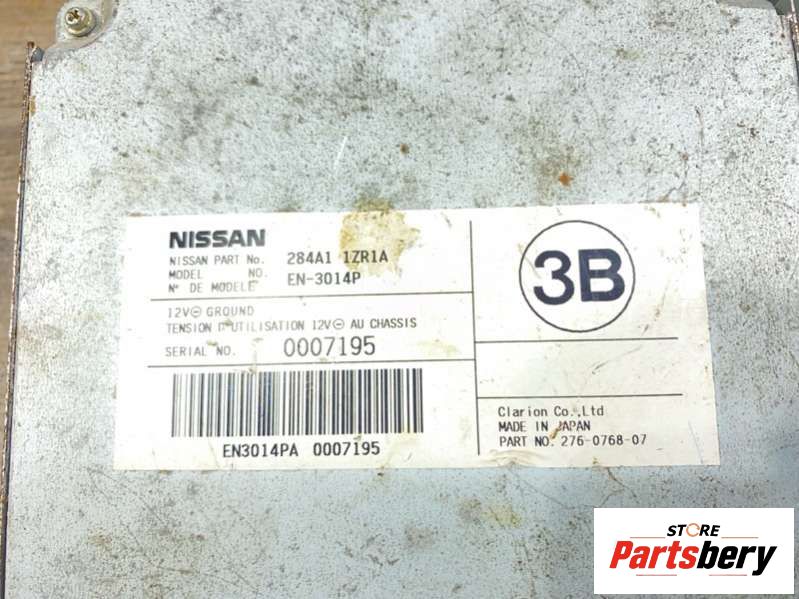 NISSAN
NISSAN PART No. 284A1 1ZR1A
MODEL NO. EN-3014P
N° DE MODELE
12V⊖ GROUND
TENSION D'UTILISATION 12V⊖ AU CHASSIS
SERIAL NO. 0007195
EN3014PA 0007195
3B
Clarion Co.,Ltd
MADE IN JAPAN
PART NO. 276-0768-07
STORE
Partsbery